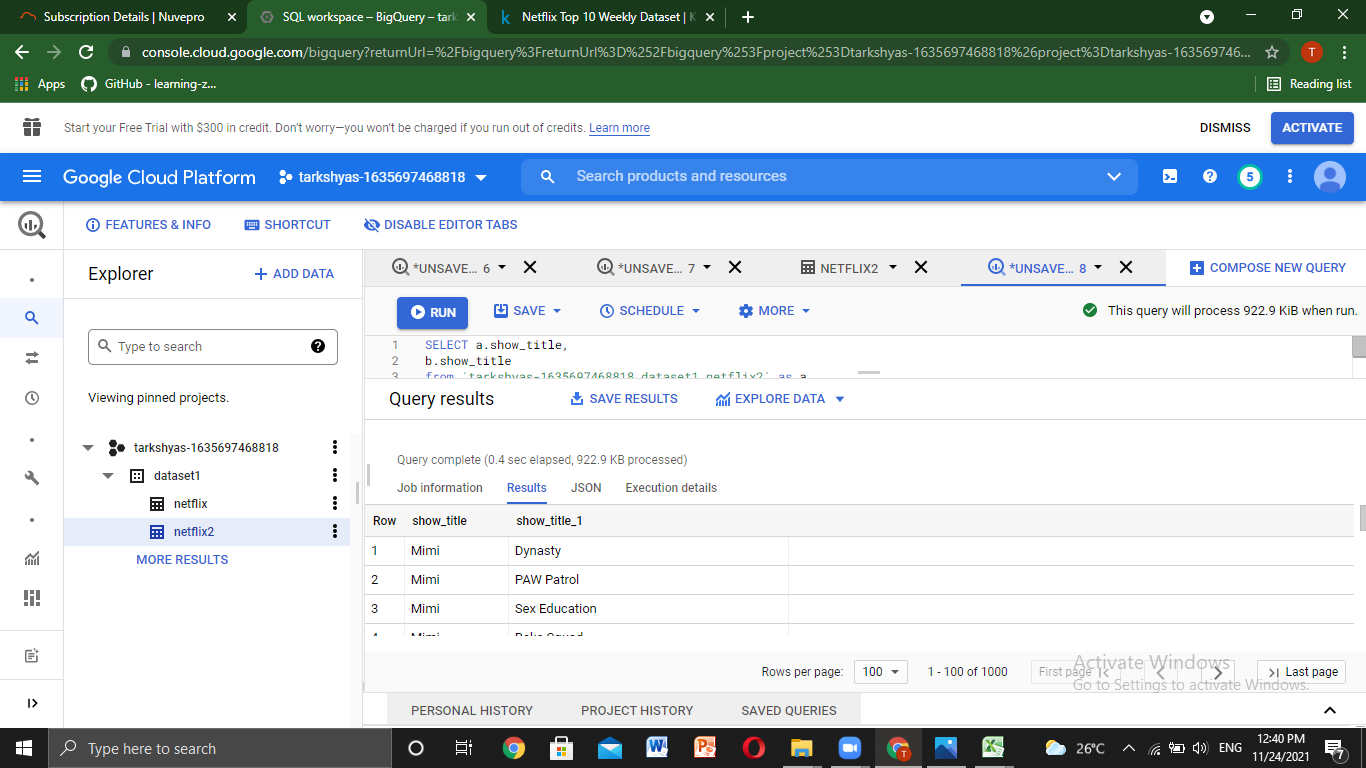 Subscription Details | Nuvepro
SQL workspace – BigQuery – tark
Netflix Top 10 Weekly Dataset | K
console.cloud.google.com/bigquery?returnUrl=%2Fbigquery%3FreturnUrl%3D%252Fbigquery%253Fproject%253Dtarkshyas-1635697468818%26project%3Dtarkshyas-163569746...
T
Apps
GitHub - learning-z...
Reading list
Start your Free Trial with $300 in credit. Don't worry—you won't be charged if you run out of credits. Learn more
DISMISS
ACTIVATE
Google Cloud Platform
tarkshyas-1635697468818
Search products and resources
5
FEATURES & INFO
SHORTCUT
DISABLE EDITOR TABS
Explorer
+ ADD DATA
*UNSAVE... 6
*UNSAVE... 7
NETFLIX2
*UNSAVE... 8
COMPOSE NEW QUERY
RUN
SAVE
SCHEDULE
MORE
This query will process 922.9 KiB when run.
Type to search
1 SELECT a.show_title,
2 b.show_title
3 from `tarkshyas-1635697468818.dataset1.netflix2` as a
Viewing pinned projects.
tarkshyas-1635697468818
dataset1
netflix
netflix2
MORE RESULTS
Query results
SAVE RESULTS
EXPLORE DATA
Query complete (0.4 sec elapsed, 922.9 KB processed)
Job information
Results
JSON
Execution details
Row show_title show_title_1
1 Mimi Dynasty
2 Mimi PAW Patrol
3 Mimi Sex Education
4 Mimi
Rows per page:
100
1 - 100 of 1000
First page
Last page
Activate Windows
Go to Settings to activate Windows.
PERSONAL HISTORY
PROJECT HISTORY
SAVED QUERIES
Type here to search
26°C
ENG
12:40 PM
11/24/2021
7